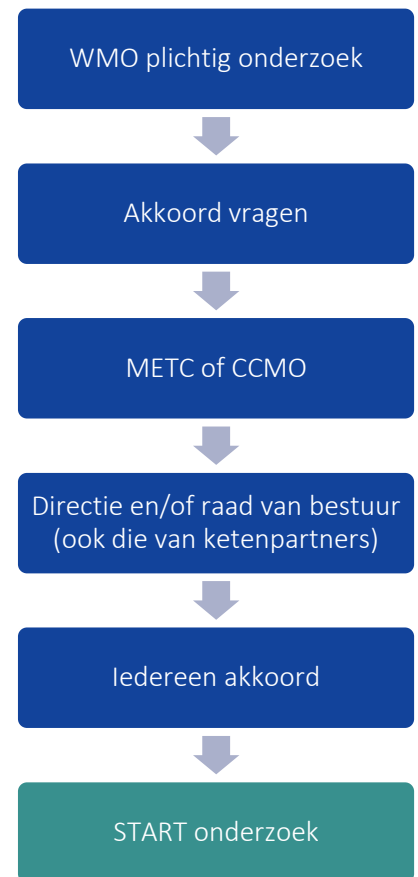 WMO plichtig onderzoek
Akkoord vragen
METC of CCMO
Directie en/of raad van bestuur
(ook die van ketenpartners)
Iedereen akkoord
START onderzoek